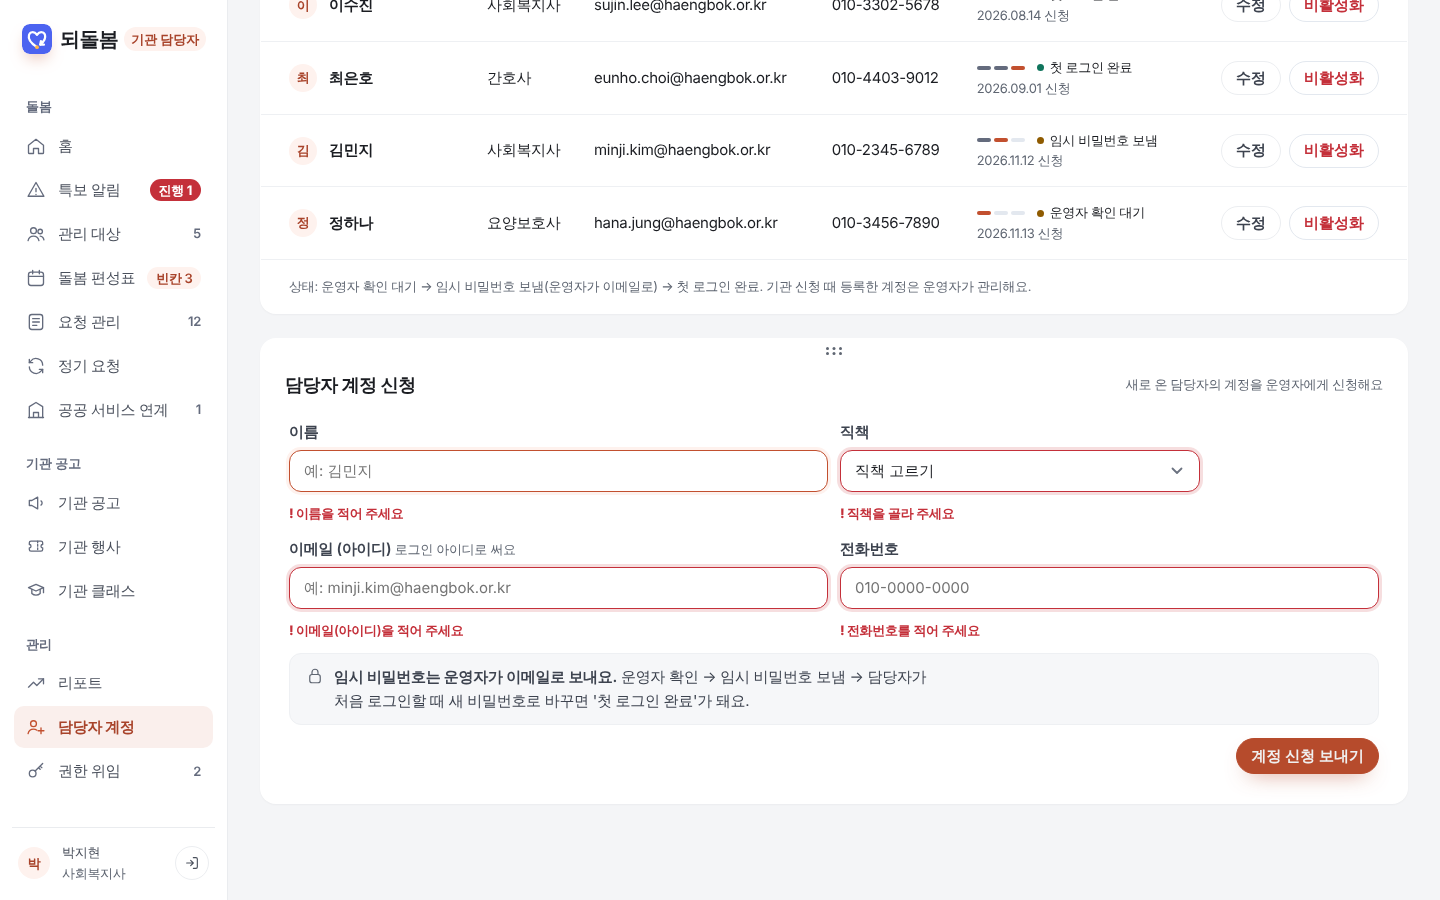 되돌봄 기관 담당자
돌봄
홈
특보 알림 진행 1
관리 대상 5
돌봄 편성표 빈칸 3
요청 관리 12
정기 요청
공공 서비스 연계 1
기관 공고
기관 공고
기관 행사
기관 클래스
관리
리포트
담당자 계정
권한 위임 2
박 박지현
사회복지사
이 이수진 사회복지사 sujin.lee@haengbok.or.kr 010-3302-5678
2026.08.14 신청
수정 비활성화
최 최은호 간호사 eunho.choi@haengbok.or.kr 010-4403-9012 첫 로그인 완료
2026.09.01 신청
수정 비활성화
김 김민지 사회복지사 minji.kim@haengbok.or.kr 010-2345-6789 임시 비밀번호 보냄
2026.11.12 신청
수정 비활성화
정 정하나 요양보호사 hana.jung@haengbok.or.kr 010-3456-7890 운영자 확인 대기
2026.11.13 신청
수정 비활성화
상태: 운영자 확인 대기 → 임시 비밀번호 보냄(운영자가 이메일로) → 첫 로그인 완료. 기관 신청 때 등록한 계정은 운영자가 관리해요.
담당자 계정 신청 새로 온 담당자의 계정을 운영자에게 신청해요
이름 직책
예: 김민지 직책 고르기
! 이름을 적어 주세요 ! 직책을 골라 주세요
이메일 (아이디) 로그인 아이디로 써요 전화번호
예: minji.kim@haengbok.or.kr 010-0000-0000
! 이메일(아이디)을 적어 주세요 ! 전화번호를 적어 주세요
임시 비밀번호는 운영자가 이메일로 보내요. 운영자 확인 → 임시 비밀번호 보냄 → 담당자가
처음 로그인할 때 새 비밀번호로 바꾸면 '첫 로그인 완료'가 돼요.
계정 신청 보내기